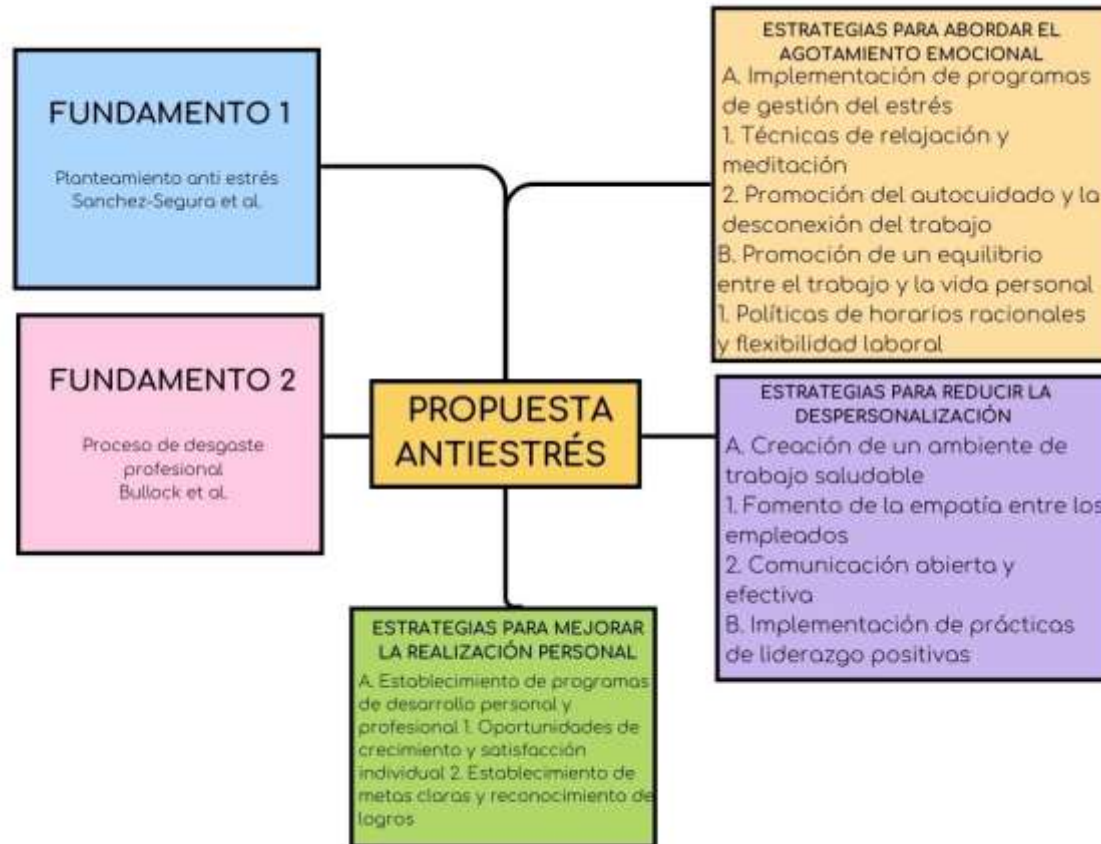 FUNDAMENTO 1
Planteamiento anti estrés
Sanchez-Segura et al.
FUNDAMENTO 2
Proceso de desgaste
profesional
Bullock et al.
PROPUESTA
ANTIESTRÉS
ESTRATEGIAS PARA ABORDAR EL
AGOTAMIENTO EMOCIONAL
A. Implementación de programas
de gestión del estrés
1. Técnicas de relajación y
meditación
2. Promoción del autocuidado y la
desconexión del trabajo
B. Promoción de un equilibrio
entre el trabajo y la vida personal
1. Políticas de horarios racionales
y flexibilidad laboral
ESTRATEGIAS PARA REDUCIR LA
DESPERSONALIZACIÓN
A. Creación de un ambiente de
trabajo saludable
1. Fomento de la empatía entre los
empleados
2. Comunicación abierta y
efectiva
B. Implementación de prácticas
de liderazgo positivas
ESTRATEGIAS PARA MEJORAR
LA REALIZACIÓN PERSONAL
A. Establecimiento de programas
de desarrollo personal y
profesional 1. Oportunidades de
crecimiento y satisfacción
individual 2. Establecimiento de
metas claras y reconocimiento de
logros